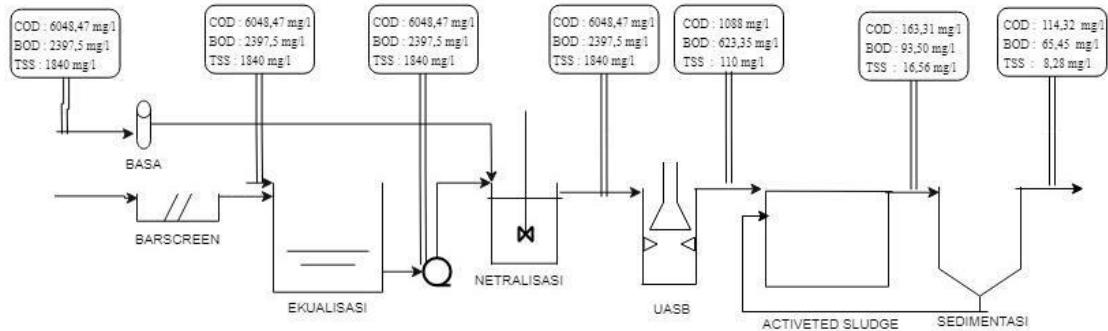 COD : 6048,47 mg/l
BOD : 2397,5 mg/l
TSS : 1840 mg/l
COD : 6048,47 mg/l
BOD : 2397,5 mg/l
TSS : 1840 mg/l
COD : 6048,47 mg/l
BOD : 2397,5 mg/l
TSS : 1840 mg/l
COD : 6048,47 mg/l
BOD : 2397,5 mg/l
TSS : 1840 mg/l
COD : 1088 mg/l
BOD : 623,35 mg/l
TSS : 110 mg/l
COD : 163,31 mg/l
BOD : 93,50 mg/l
TSS : 16,56 mg/l
COD : 114,32 mg/l
BOD : 65,45 mg/l
TSS : 8,28 mg/l
BASA
BARSCREEN
EKUALISASI
NETRALISASI
UASB
ACTIVETED SLUDGE
SEDIMENTASI